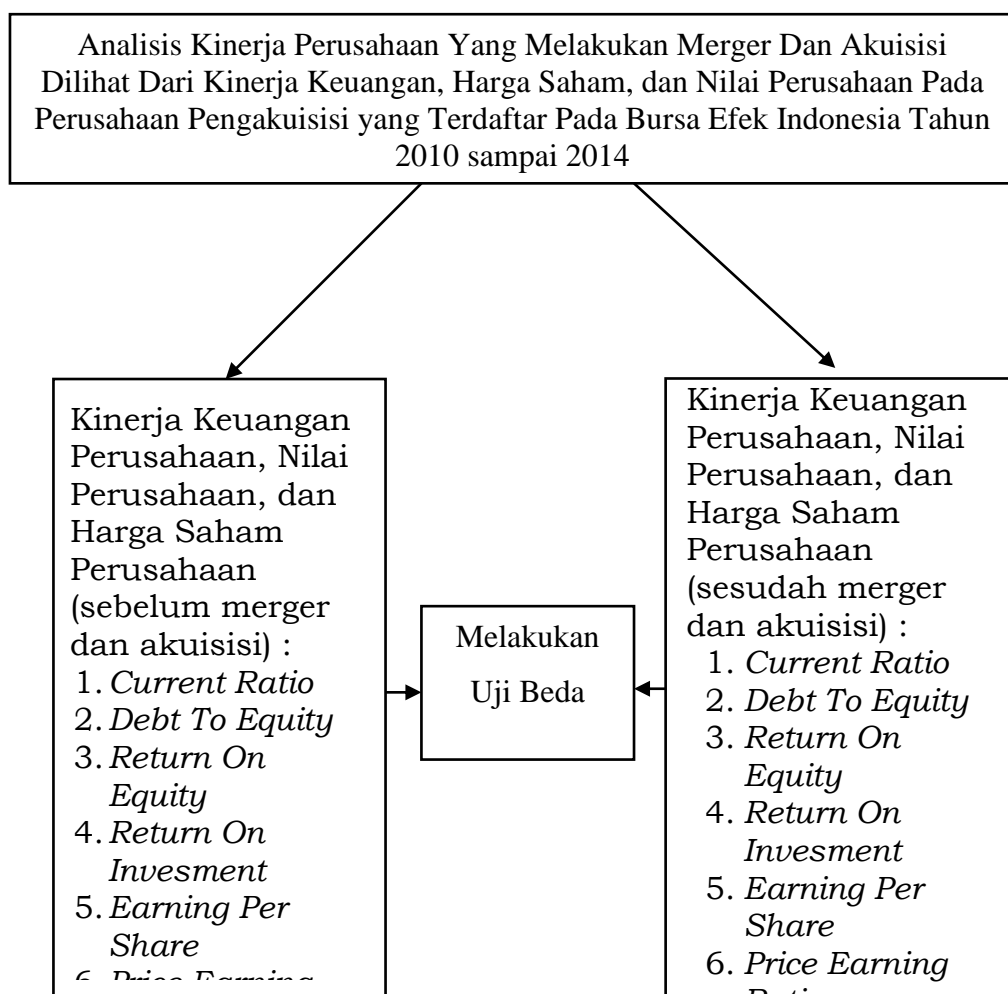 Analisis Kinerja Perusahaan Yang Melakukan Merger Dan Akuisisi
Dilihat Dari Kinerja Keuangan, Harga Saham, dan Nilai Perusahaan Pada
Perusahaan Pengakuisisi yang Terdaftar Pada Bursa Efek Indonesia Tahun
2010 sampai 2014
Kinerja Keuangan
Perusahaan, Nilai
Perusahaan, dan
Harga Saham
Perusahaan
(sebelum merger
dan akuisisi) :
1. Current Ratio
2. Debt To Equity
3. Return On
Equity
4. Return On
Invesment
5. Earning Per
Share
6. Price Earning
Melakukan
Uji Beda
Kinerja Keuangan
Perusahaan, Nilai
Perusahaan, dan
Harga Saham
Perusahaan
(sesudah merger
dan akuisisi) :
1. Current Ratio
2. Debt To Equity
3. Return On
Equity
4. Return On
Invesment
5. Earning Per
Share
6. Price Earning